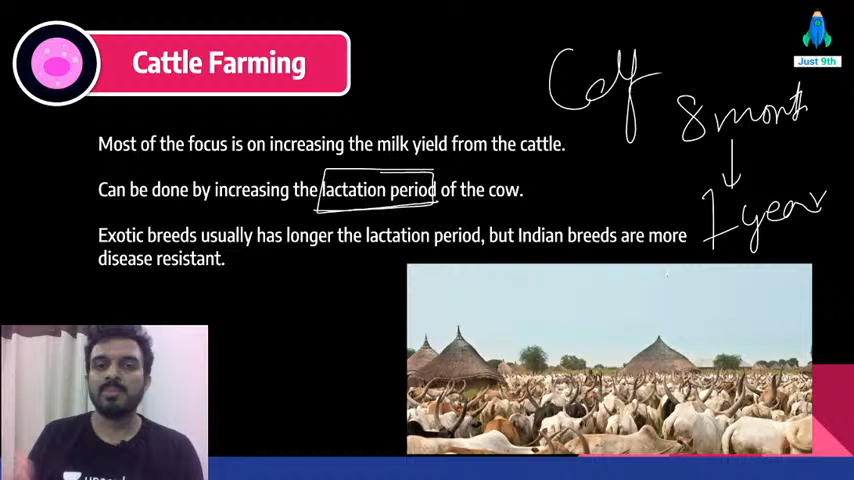 Cattle Farming
Just 9th
Calf
8 month
1 year
Most of the focus is on increasing the milk yield from the cattle.
Can be done by increasing the lactation period of the cow.
Exotic breeds usually has longer the lactation period, but Indian breeds are more
disease resistant.